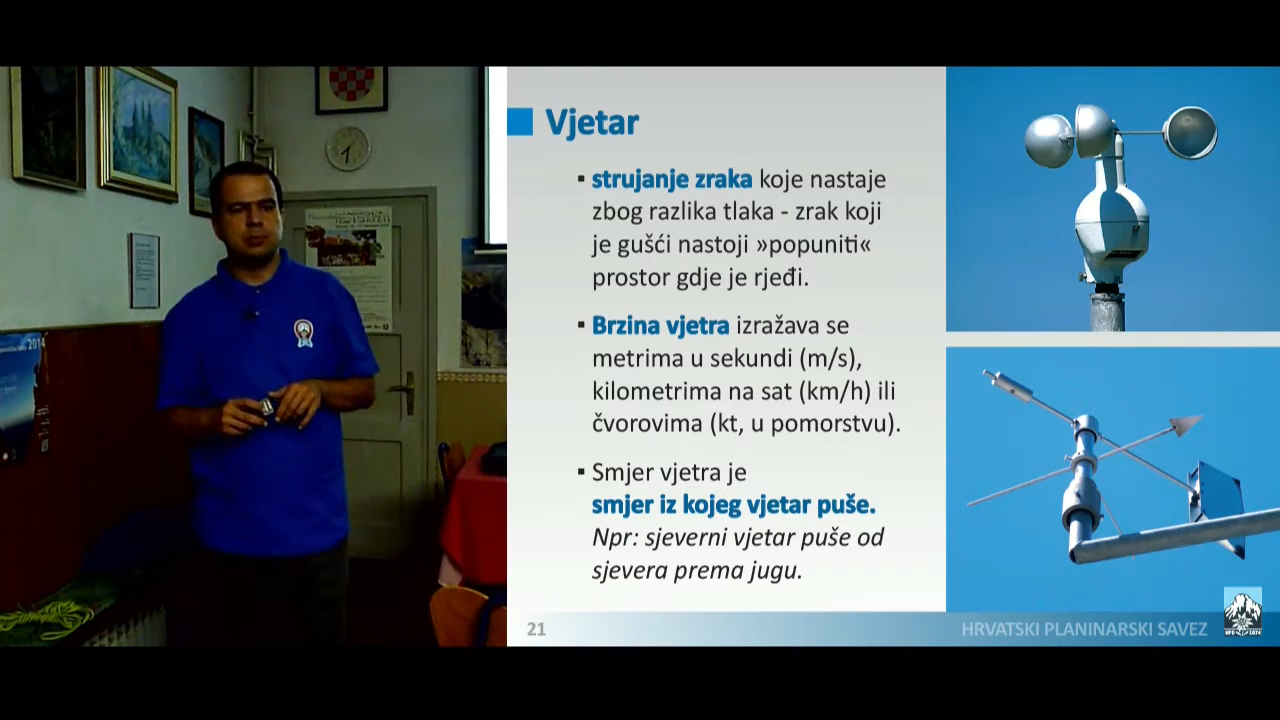 Vjetar
▪ strujanje zraka koje nastaje
zbog razlika tlaka - zrak koji
je gušći nastoji »popuniti«
prostor gdje je rjeđi.
▪ Brzina vjetra izražava se
metrima u sekundi (m/s),
kilometrima na sat (km/h) ili
čvorovima (kt, u pomorstvu).
▪ Smjer vjetra je
smjer iz kojeg vjetar puše.
Npr: sjeverni vjetar puše od
sjevera prema jugu.
21
HRVATSKI PLANINARSKI SAVEZ
HPS 1874
2014